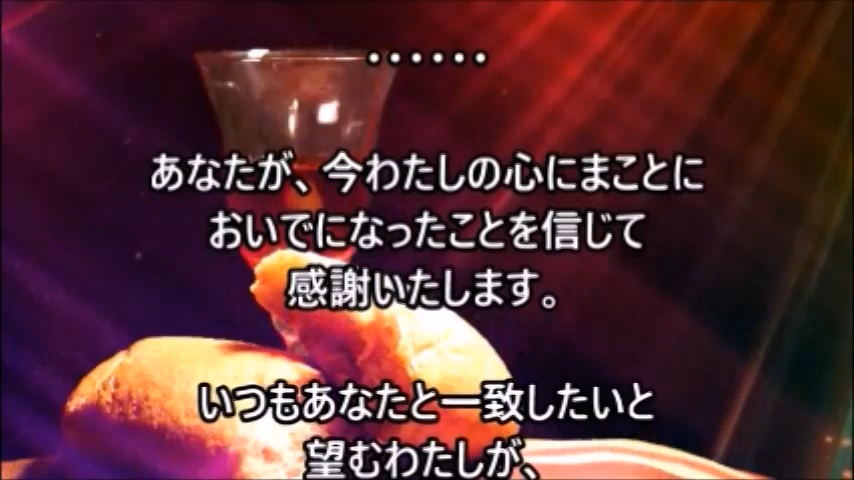 ......
あなたが、今わたしの心にまことに
おいでになったことを信じて
感謝いたします。
いつもあなたと一致したいと
望むわたしが、